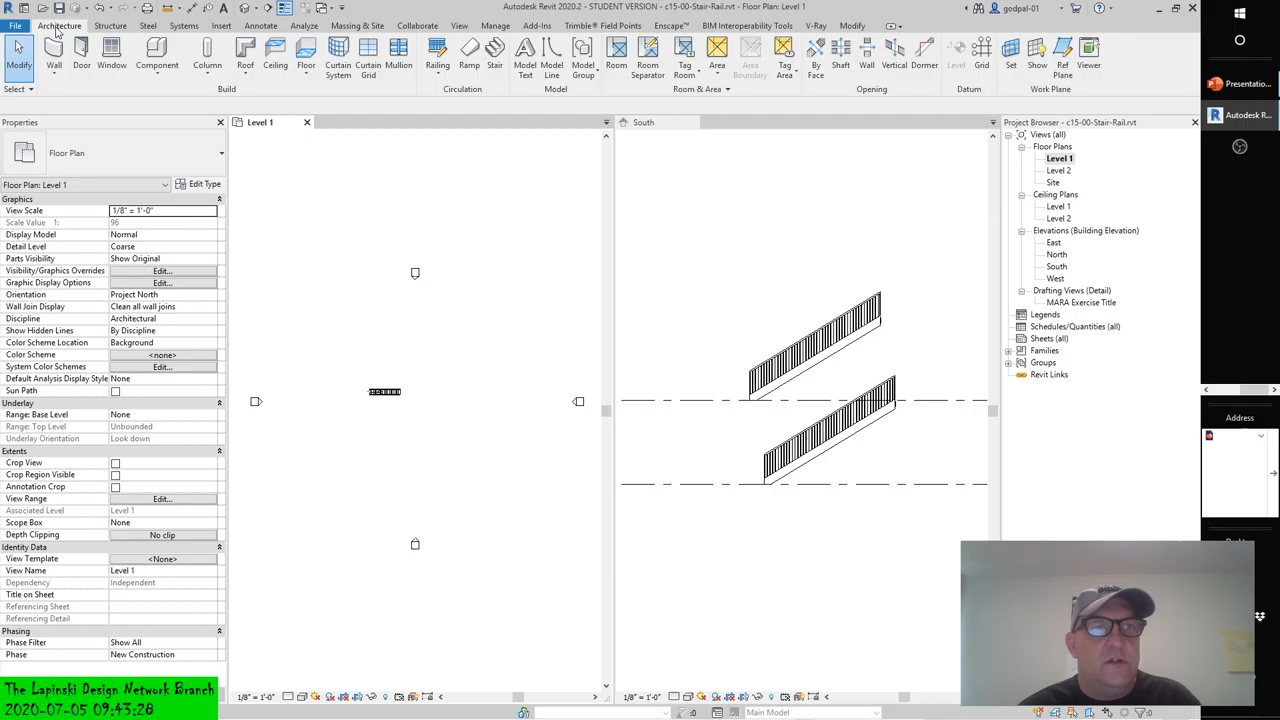 Autodesk Revit 2020.2 - STUDENT VERSION - c15-00-Stair-Rail.rvt - Floor Plan: Level 1
godpal-01
File Architecture Structure Steel Systems Insert Annotate Analyze Massing & Site Collaborate View Manage Add-Ins Trimble® Field Points Enscape™ BIM Interoperability Tools V-Ray Modify
Modify Wall Door Window Component Column Roof Ceiling Floor Curtain System Curtain Grid Mullion Railing Ramp Stair Model Text Model Line Model Group Room Room Separator Tag Room Area Area Boundary Tag Area By Face Shaft Wall Vertical Dormer Level Grid Set Show Ref Plane Viewer
Select Build Circulation Model Room & Area Opening Datum Work Plane
Properties
Floor Plan
Floor Plan: Level 1 Edit Type
Graphics
View Scale 1/8" = 1'-0"
Scale Value 1: 96
Display Model Normal
Detail Level Coarse
Parts Visibility Show Original
Visibility/Graphics Overrides Edit...
Graphic Display Options Edit...
Orientation Project North
Wall Join Display Clean all wall joins
Discipline Architectural
Show Hidden Lines By Discipline
Color Scheme Location Background
Color Scheme <none>
System Color Schemes Edit...
Default Analysis Display Style None
Sun Path
Underlay
Range: Base Level None
Range: Top Level Unbounded
Underlay Orientation Look down
Extents
Crop View
Crop Region Visible
Annotation Crop
View Range Edit...
Associated Level Level 1
Scope Box None
Depth Clipping No clip
Identity Data
View Template <None>
View Name Level 1
Dependency Independent
Title on Sheet
Referencing Sheet
Referencing Detail
Phasing
Phase Filter Show All
Phase New Construction
The Lapinski Design Network Branch
2020-07-05 09:43:28
Level 1
1/8" = 1'-0"
South
1/8" = 1'-0"
:0 Main Model :0
Project Browser - c15-00-Stair-Rail.rvt
Views (all)
Floor Plans
Level 1
Level 2
Site
Ceiling Plans
Level 1
Level 2
Elevations (Building Elevation)
East
North
South
West
Drafting Views (Detail)
MARA Exercise Title
Legends
Schedules/Quantities (all)
Sheets (all)
Families
Groups
Revit Links
Presentatio...
Autodesk R...
Address